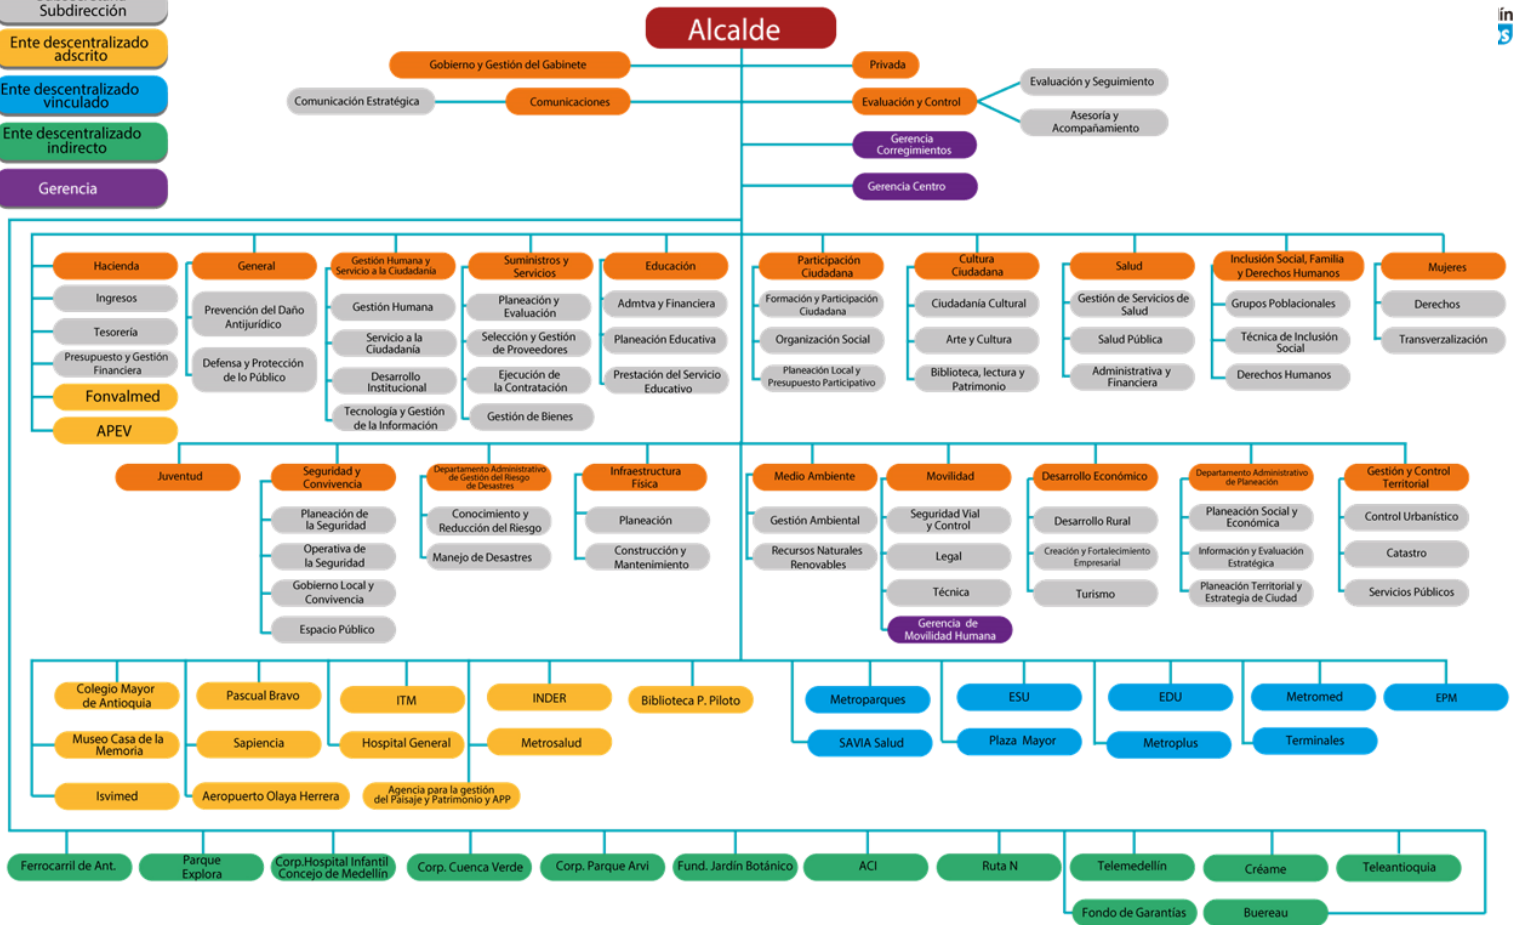 Subdirección
Ente descentralizado
adscrito
Ente descentralizado
vinculado
Ente descentralizado
indirecto
Gerencia
Alcalde
Gobierno y Gestión del Gabinete
Privada
Comunicación Estratégica
Comunicaciones
Evaluación y Control
Evaluación y Seguimiento
Asesoría y
Acompañamiento
Gerencia
Corregimientos
Gerencia Centro
Hacienda
Ingresos
Tesorería
Presupuesto y Gestión
Financiera
Fonvalmed
APEV
General
Prevención del Daño
Antijurídico
Defensa y Protección
de lo Público
Gestión Humana y
Servicio a la Ciudadanía
Gestión Humana
Servicio a la
Ciudadanía
Desarrollo
Institucional
Tecnología y Gestión
de la Información
Suministros y
Servicios
Planeación y
Evaluación
Selección y Gestión
de Proveedores
Ejecución de
la Contratación
Gestión de Bienes
Educación
Admtva y Financiera
Planeación Educativa
Prestación del Servicio
Educativo
Participación
Ciudadana
Formación y Participación
Ciudadana
Organización Social
Planeación Local y
Presupuesto Participativo
Cultura
Ciudadana
Ciudadanía Cultural
Arte y Cultura
Biblioteca, lectura y
Patrimonio
Salud
Gestión de Servicios de
Salud
Salud Pública
Administrativa y
Financiera
Inclusión Social, Familia
y Derechos Humanos
Grupos Poblacionales
Técnica de Inclusión
Social
Derechos Humanos
Mujeres
Derechos
Transverzalización
Juventud
Seguridad y
Convivencia
Planeación de
la Seguridad
Operativa de
la Seguridad
Gobierno Local y
Convivencia
Espacio Público
Departamento Administrativo
de Gestión del Riesgo
de Desastres
Conocimiento y
Reducción del Riesgo
Manejo de Desastres
Infraestructura
Física
Planeación
Construcción y
Mantenimiento
Medio Ambiente
Gestión Ambiental
Recursos Naturales
Renovables
Movilidad
Seguridad Vial
y Control
Legal
Técnica
Gerencia de
Movilidad Humana
Desarrollo Económico
Desarrollo Rural
Creación y Fortalecimiento
Empresarial
Turismo
Departamento Administrativo
de Planeación
Planeación Social y
Económica
Información y Evaluación
Estratégica
Planeación Territorial y
Estrategia de Ciudad
Gestión y Control
Territorial
Control Urbanístico
Catastro
Servicios Públicos
Colegio Mayor
de Antioquia
Museo Casa de la
Memoria
Isvimed
Pascual Bravo
Sapiencia
Aeropuerto Olaya Herrera
ITM
Hospital General
Agencia para la gestión
del Paisaje y Patrimonio y APP
INDER
Metrosalud
Biblioteca P. Piloto
Metroparques
SAVIA Salud
ESU
Plaza Mayor
EDU
Metroplus
Metromed
Terminales
EPM
Ferrocarril de Ant.
Parque
Explora
Corp.Hospital Infantil
Concejo de Medellín
Corp. Cuenca Verde
Corp. Parque Arvi
Fund. Jardín Botánico
ACI
Ruta N
Telemedellín
Créame
Teleantioquia
Fondo de Garantías
Buereau